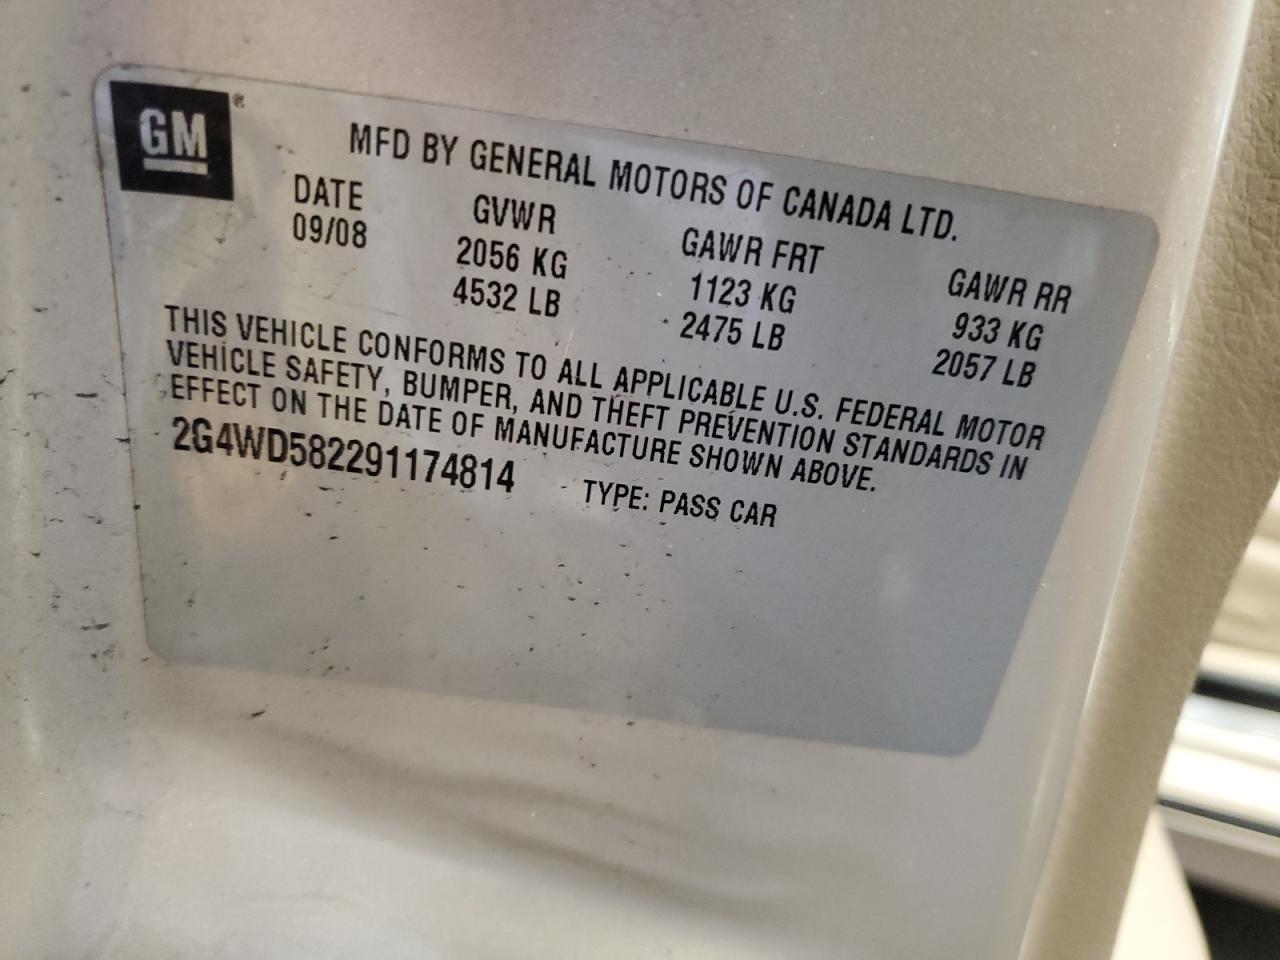 GM ®
MFD BY GENERAL MOTORS OF CANADA LTD.
DATE GVWR GAWR FRT GAWR RR
09/08 2056 KG 1123 KG 933 KG
4532 LB 2475 LB 2057 LB
THIS VEHICLE CONFORMS TO ALL APPLICABLE U.S. FEDERAL MOTOR
VEHICLE SAFETY, BUMPER, AND THEFT PREVENTION STANDARDS IN
EFFECT ON THE DATE OF MANUFACTURE SHOWN ABOVE.
2G4WD582291174814 TYPE: PASS CAR